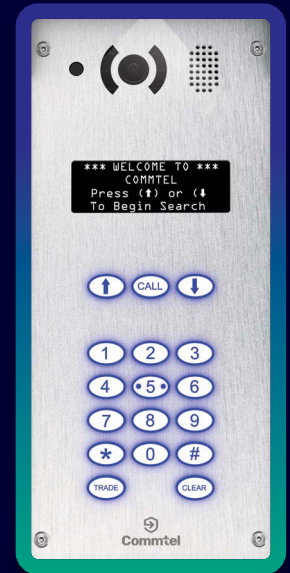 *** WELCOME TO ***
COMMTEL
Press (⬆) or (⬇
To Begin Search
CALL
1 2 3
4 5 6
7 8 9
* 0 #
TRADE CLEAR
Commtel